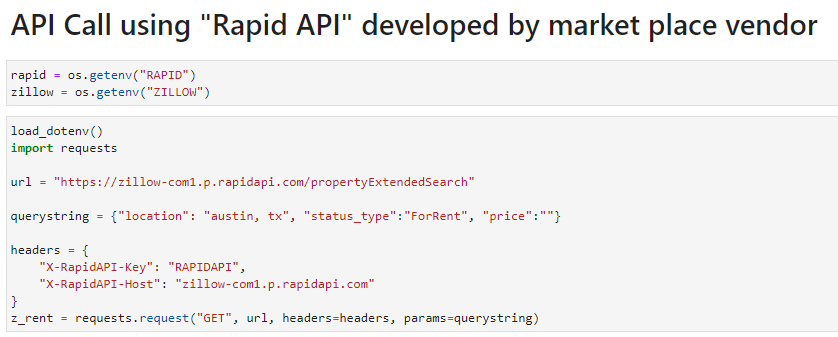 API Call using "Rapid API" developed by market place vendor
rapid = os.getenv("RAPID")
zillow = os.getenv("ZILLOW")
load_dotenv()
import requests
url = "https://zillow-com1.p.rapidapi.com/propertyExtendedSearch"
querystring = {"location": "austin, tx", "status_type":"ForRent", "price":""}
headers = {
    "X-RapidAPI-Key": "RAPIDAPI",
    "X-RapidAPI-Host": "zillow-com1.p.rapidapi.com"
}
z_rent = requests.request("GET", url, headers=headers, params=querystring)